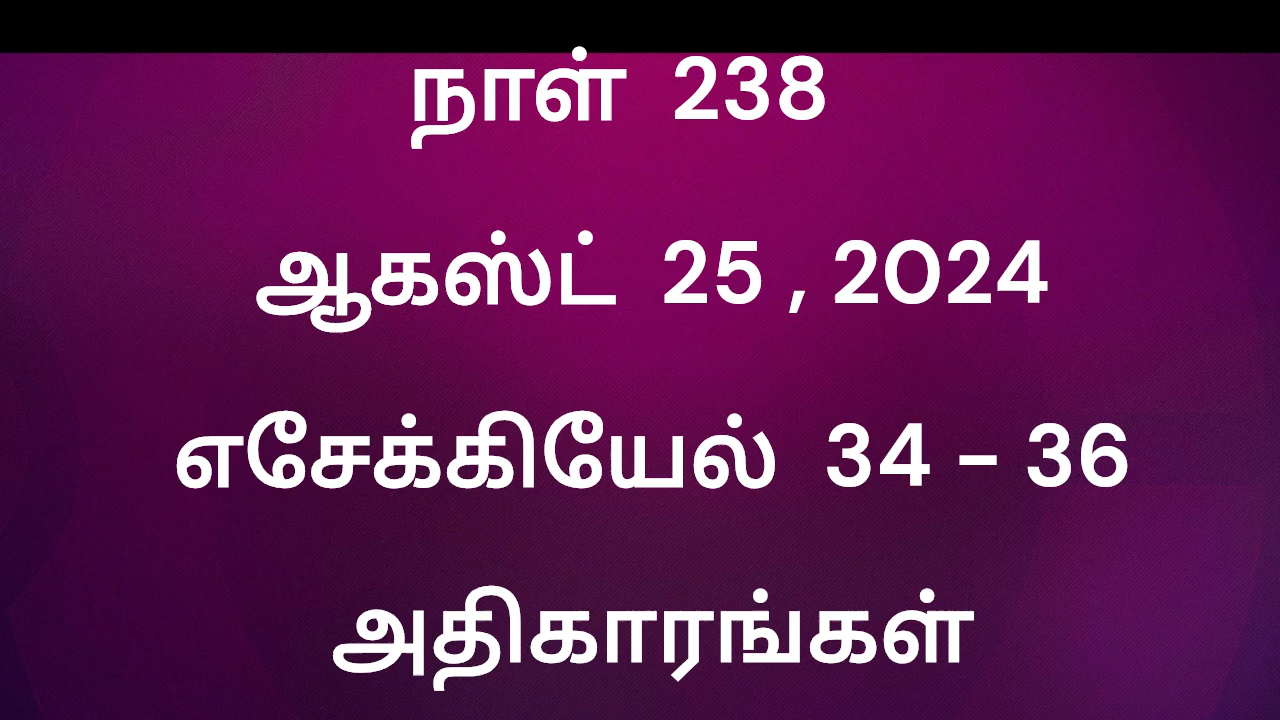 நாள் 238
ஆகஸ்ட் 25 , 2024
எசேக்கியேல் 34 - 36
அதிகாரங்கள்